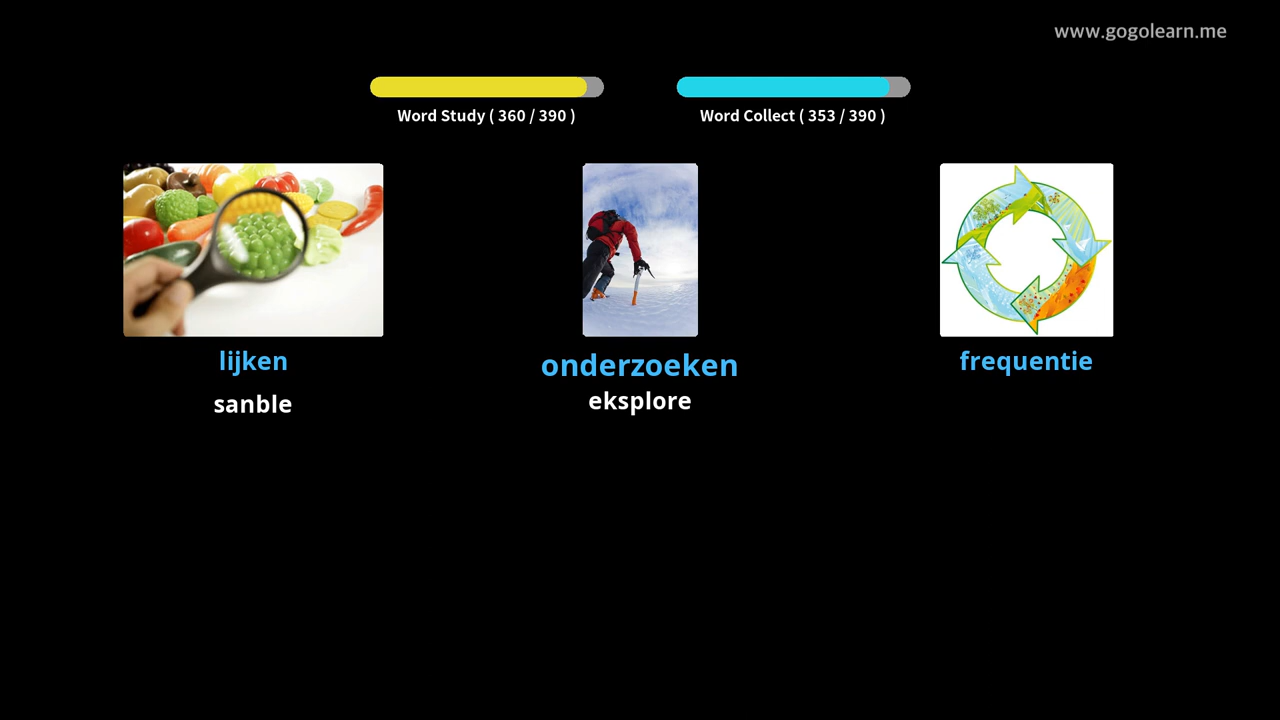 www.gogolearn.me
Word Study ( 360 / 390 )
Word Collect ( 353 / 390 )
lijken
sanble
onderzoeken
eksplore
frequentie